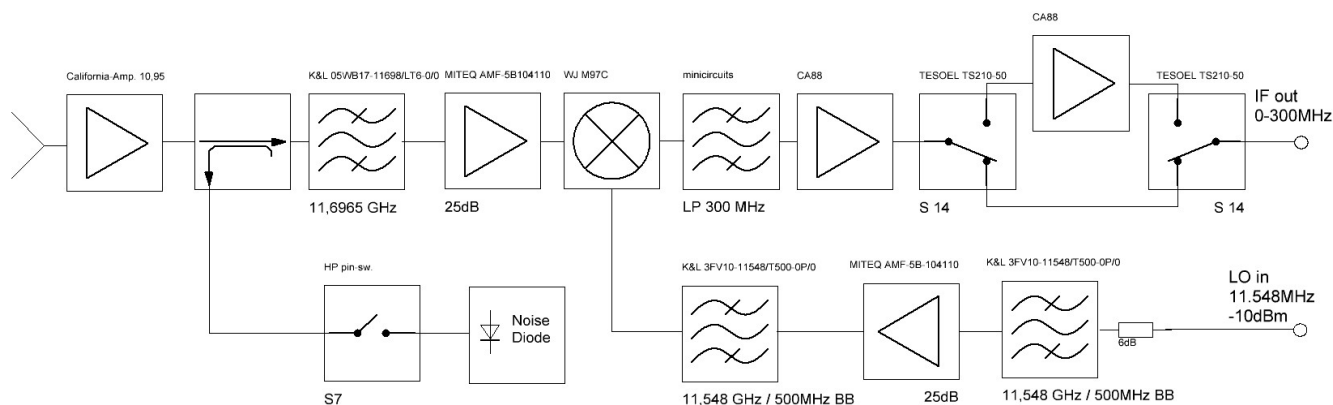 CA88
California-Amp. 10,95
K&L 05WB17-11698/LT6-0/0
MITEQ AMF-5B104110
WJ M97C
minicircuits
CA88
TESOEL TS210-50
TESOEL TS210-50
IF out
0-300MHz
11,6965 GHz
25dB
LP 300 MHz
S 14
S 14
HP pin-sw.
K&L 3FV10-11548/T500-0P/0
MITEQ AMF-5B-104110
K&L 3FV10-11548/T500-0P/0
LO in
11.548MHz
-10dBm
Noise
Diode
6dB
S7
11,548 GHz / 500MHz BB
25dB
11,548 GHz / 500MHz BB